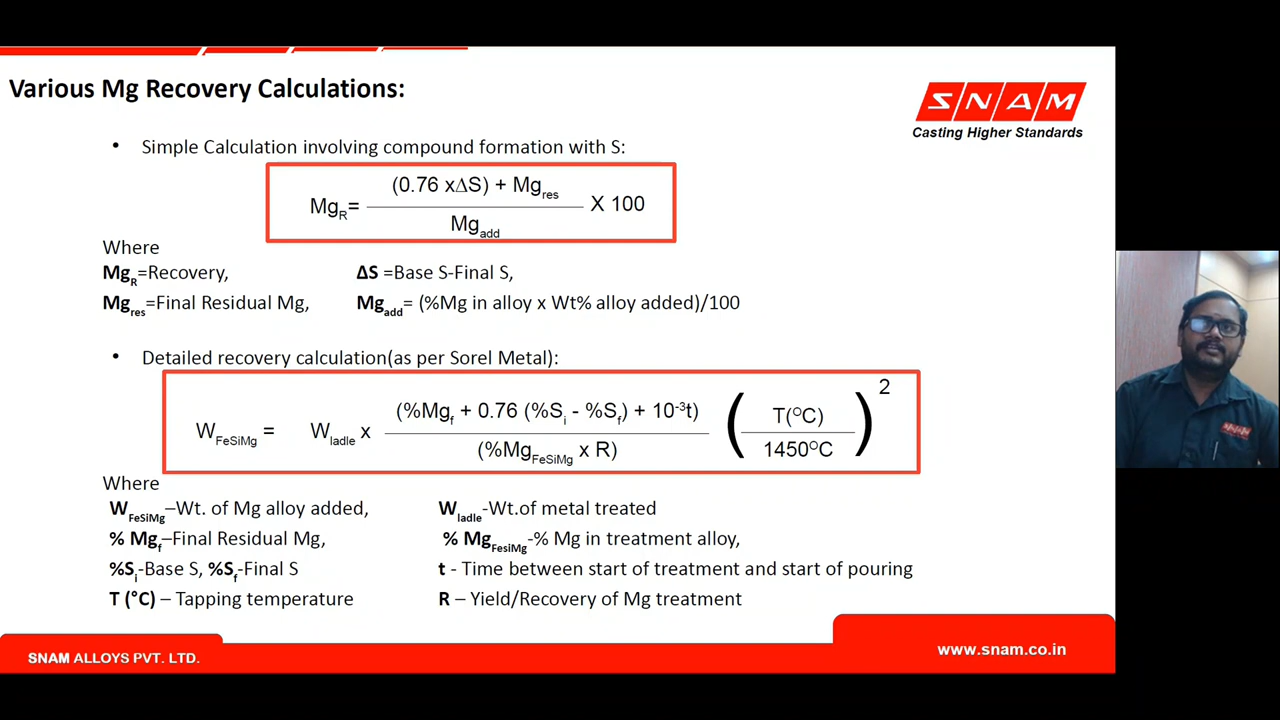 Various Mg Recovery Calculations:
SNAM
Casting Higher Standards
• Simple Calculation involving compound formation with S:
Mg_R= (0.76 x∆S) + Mg_res / Mg_add X 100
Where
Mg_R=Recovery, ∆S =Base S-Final S,
Mg_res=Final Residual Mg, Mg_add= (%Mg in alloy x Wt% alloy added)/100
• Detailed recovery calculation(as per Sorel Metal):
W_FeSiMg = W_ladle x (%Mg_f + 0.76 (%S_i - %S_f) + 10^-3t) / (%Mg_FeSiMg x R) (T(°C) / 1450°C)^2
Where
W_FeSiMg–Wt. of Mg alloy added, W_ladle-Wt.of metal treated
% Mg_f–Final Residual Mg, % Mg_FesiMg-% Mg in treatment alloy,
%S_i-Base S, %S_f-Final S t - Time between start of treatment and start of pouring
T (°C) – Tapping temperature R – Yield/Recovery of Mg treatment
SNAM ALLOYS PVT. LTD.
www.snam.co.in